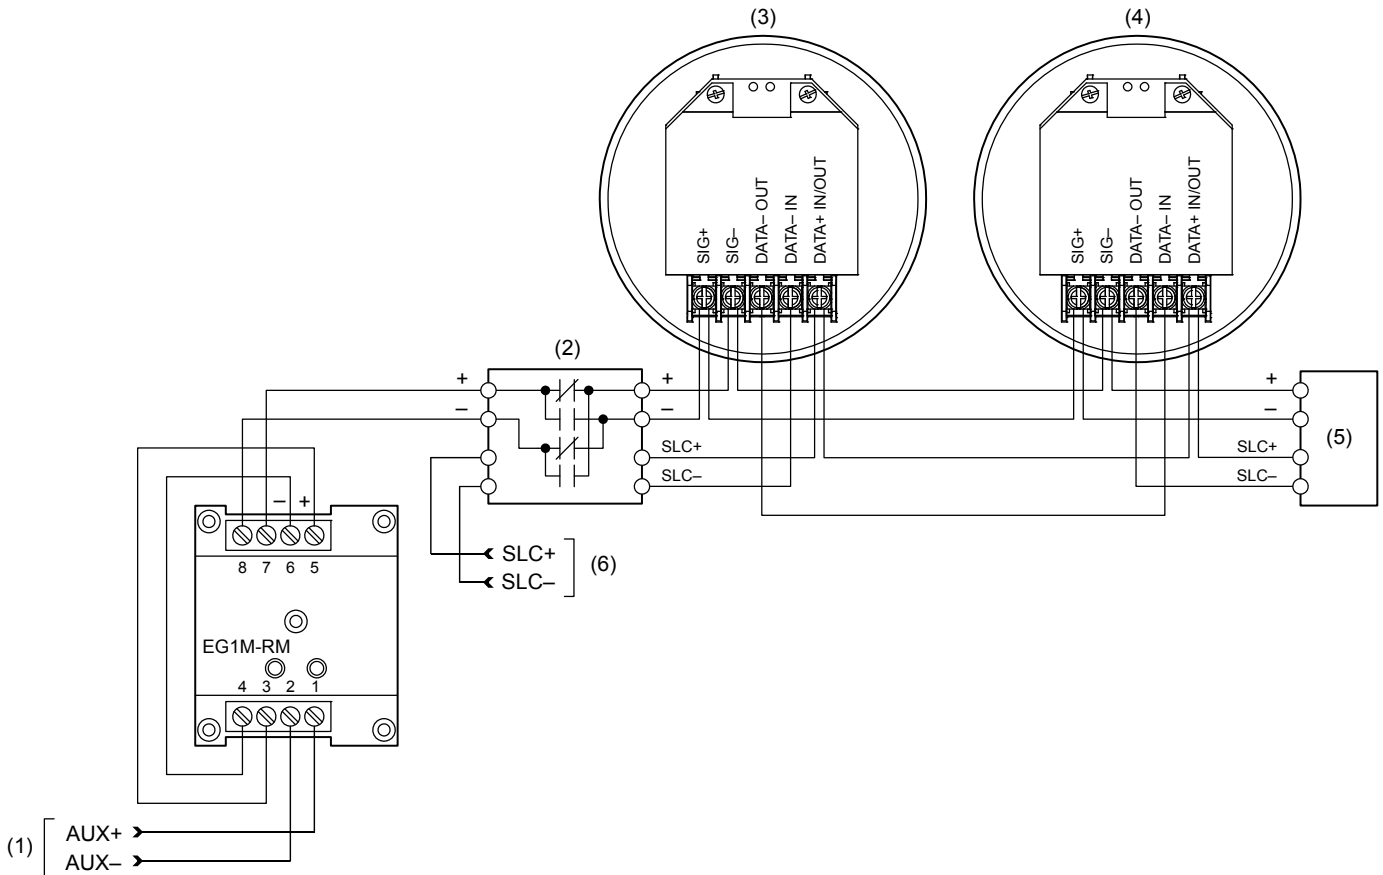 (3)
(4)
SIG+
SIG–
DATA– OUT
DATA– IN
DATA+ IN/OUT
SIG+
SIG–
DATA– OUT
DATA– IN
DATA+ IN/OUT
(2)
+
+
+
–
–
–
(5)
SLC+
SLC+
SLC–
SLC–
– +
8 7 6 5
SLC+
SLC–
(6)
EG1M-RM
4 3 2 1
(1)
AUX+
AUX–